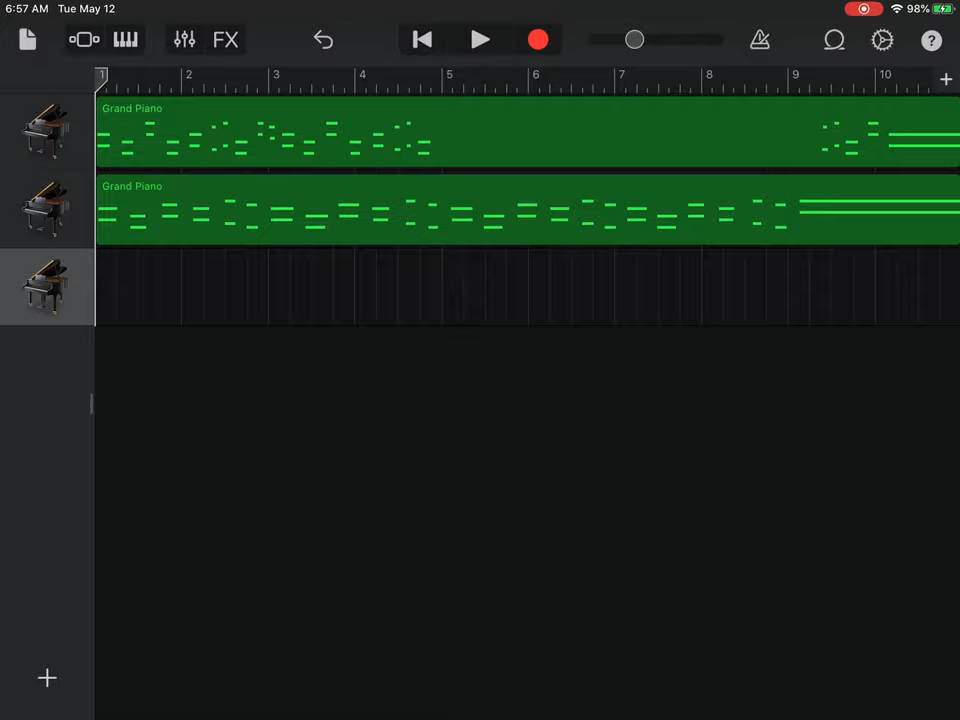 6:57 AM Tue May 12
98%
FX
?
1 2 3 4 5 6 7 8 9 10 +
Grand Piano
Grand Piano
+